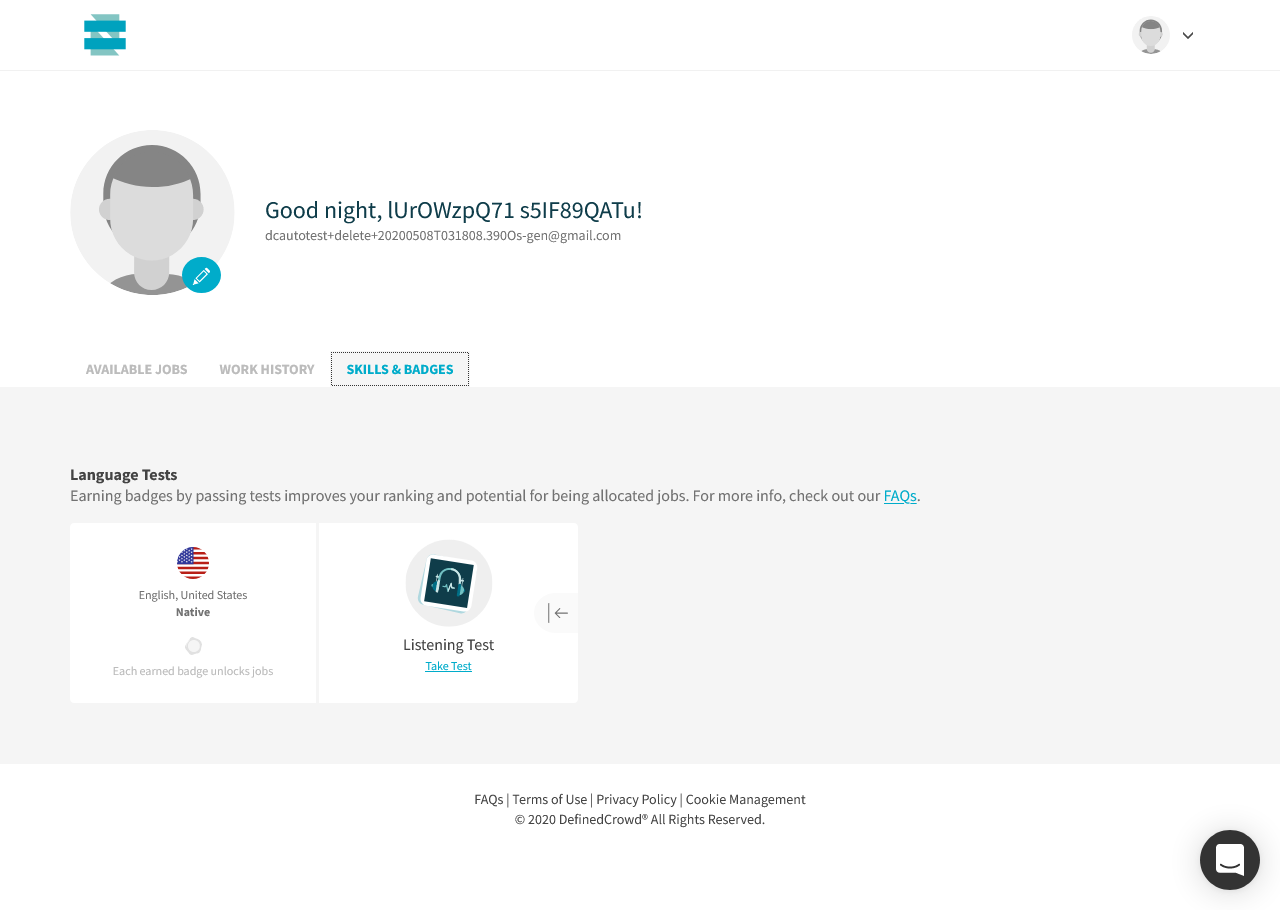 Good night, lUrOWzpQ71 s5IF89QATu!
dcautotest+delete+20200508T031808.390Os-gen@gmail.com
AVAILABLE JOBS
WORK HISTORY
SKILLS & BADGES
Language Tests
Earning badges by passing tests improves your ranking and potential for being allocated jobs. For more info, check out our FAQs.
English, United States
Native
Each earned badge unlocks jobs
Listening Test
Take Test
FAQs | Terms of Use | Privacy Policy | Cookie Management
© 2020 DefinedCrowd® All Rights Reserved.